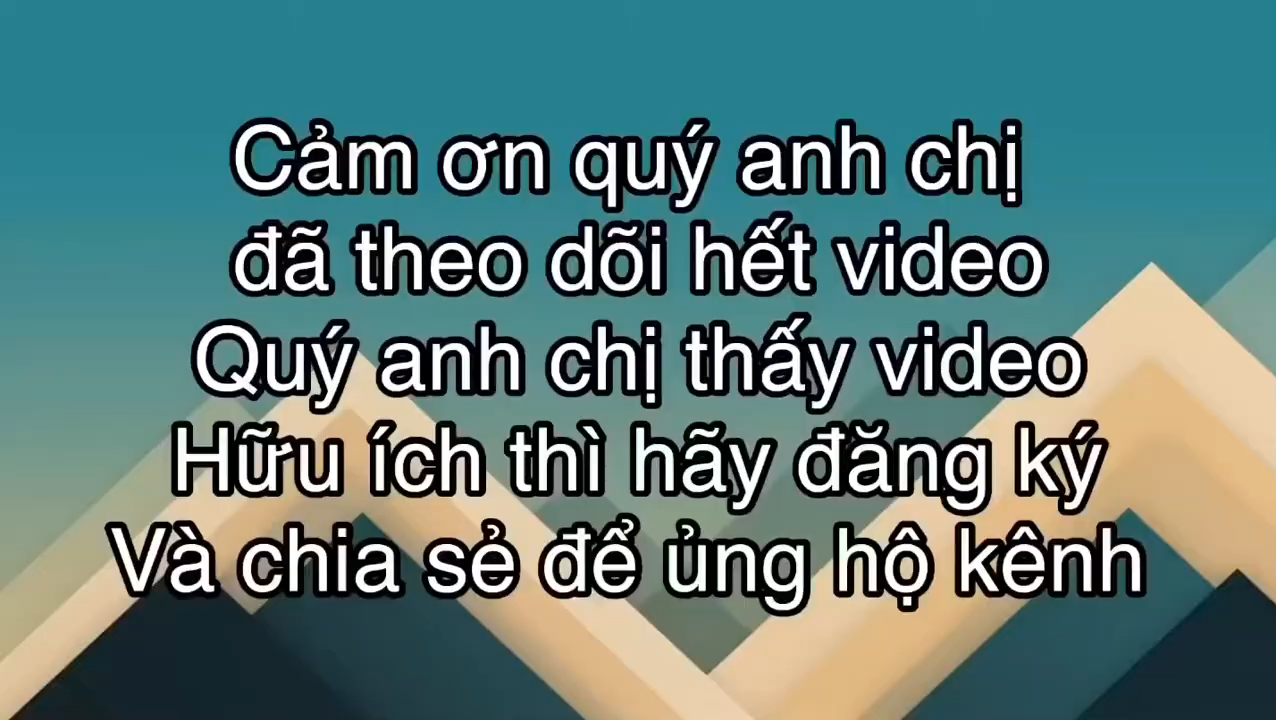 Cảm ơn quý anh chị
đã theo dõi hết video
Quý anh chị thấy video
Hữu ích thì hãy đăng ký
Và chia sẻ để ủng hộ kênh